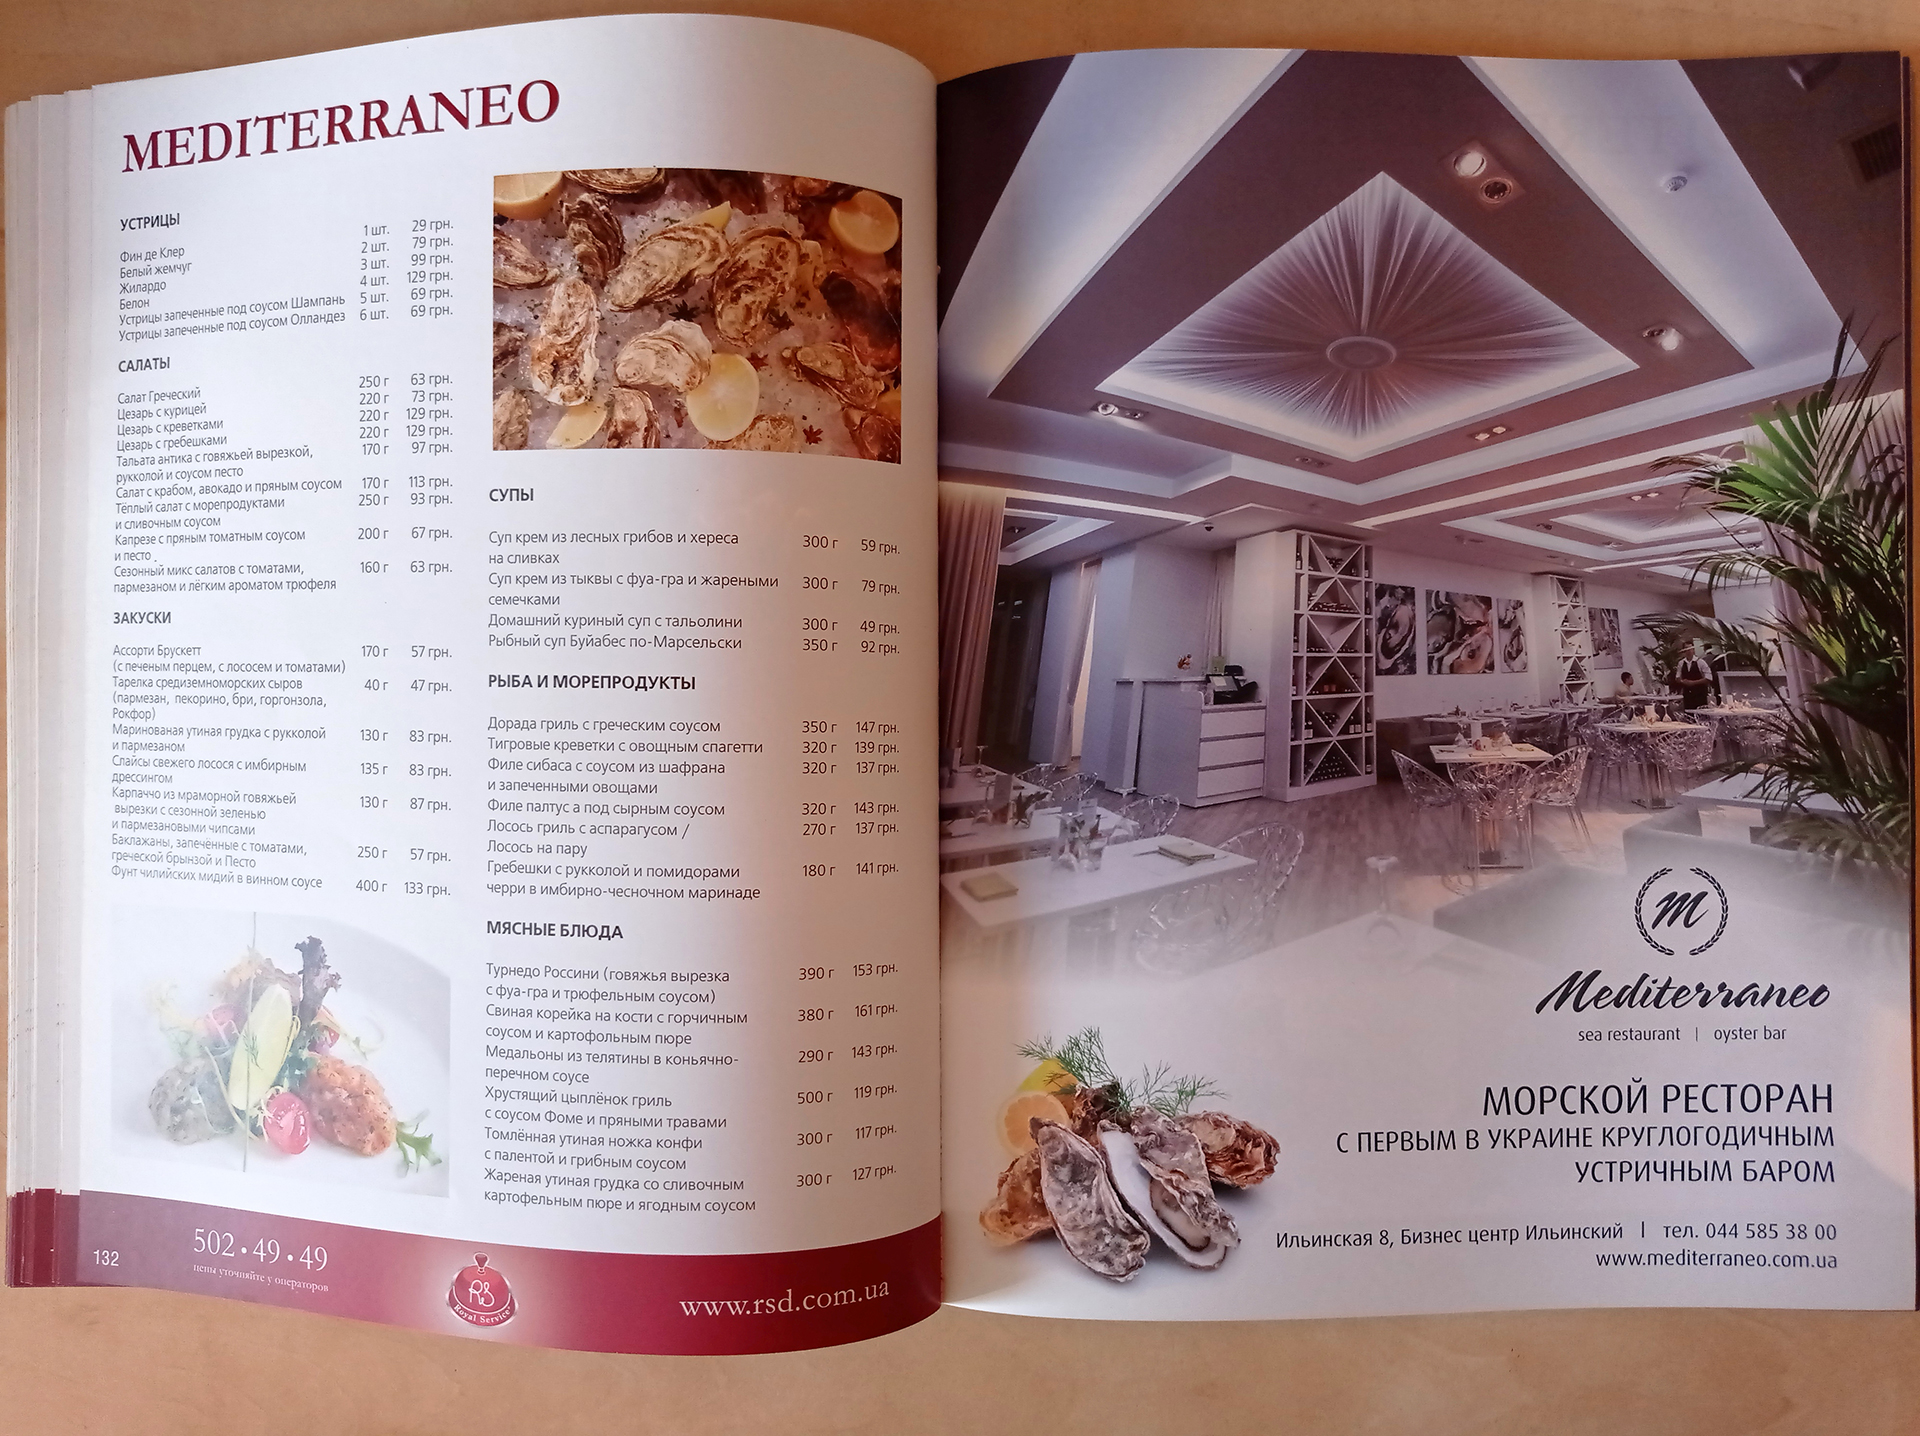 MEDITERRANEO
УСТРИЦЫ
Фин де Клер 1 шт. 29 грн.
Белый жемчуг 2 шт. 79 грн.
Жилардо 3 шт. 99 грн.
Белон 4 шт. 129 грн.
Устрицы запеченные под соусом Шампань 5 шт. 69 грн.
Устрицы запеченные под соусом Олландез 6 шт. 69 грн.
САЛАТЫ
Салат Греческий 250 г 63 грн.
Цезарь с курицей 220 г 73 грн.
Цезарь с креветками 220 г 129 грн.
Цезарь с гребешками 220 г 129 грн.
Тальата антика с говяжьей вырезкой, 170 г 97 грн.
рукколой и соусом песто
Салат с крабом, авокадо и пряным соусом 170 г 113 грн.
Тёплый салат с морепродуктами 250 г 93 грн.
и сливочным соусом
Капрезе с пряным томатным соусом 200 г 67 грн.
и песто
Сезонный микс салатов с томатами, 160 г 63 грн.
пармезаном и лёгким ароматом трюфеля
ЗАКУСКИ
Ассорти Брускетт 170 г 57 грн.
(с печеным перцем, с лососем и томатами)
Тарелка средиземноморских сыров 40 г 47 грн.
(пармезан, пекорино, бри, горгонзола,
Рокфор)
Маринованая утиная грудка с рукколой 130 г 83 грн.
и пармезаном
Слайсы свежего лосося с имбирным 135 г 83 грн.
дрессингом
Карпаччо из мраморной говяжьей 130 г 87 грн.
вырезки с сезонной зеленью
и пармезановыми чипсами
Баклажаны, запечённые с томатами, 250 г 57 грн.
греческой брынзой и Песто
Фунт чилийских мидий в винном соусе 400 г 133 грн.
СУПЫ
Суп крем из лесных грибов и хереса 300 г 59 грн.
на сливках
Суп крем из тыквы с фуа-гра и жареными 300 г 79 грн.
семечками
Домашний куриный суп с тальолини 300 г 49 грн.
Рыбный суп Буйабес по-Марсельски 350 г 92 грн.
РЫБА И МОРЕПРОДУКТЫ
Дорада гриль с греческим соусом 350 г 147 грн.
Тигровые креветки с овощным спагетти 320 г 139 грн.
Филе сибаса с соусом из шафрана 320 г 137 грн.
и запеченными овощами
Филе палтус а под сырным соусом 320 г 143 грн.
Лосось гриль с аспарагусом / 270 г 137 грн.
Лосось на пару
Гребешки с рукколой и помидорами 180 г 141 грн.
черри в имбирно-чесночном маринаде
МЯСНЫЕ БЛЮДА
Турнедо Россини (говяжья вырезка 390 г 153 грн.
с фуа-гра и трюфельным соусом)
Свиная корейка на кости с горчичным 380 г 161 грн.
соусом и картофольным пюре
Медальоны из телятины в коньячно- 290 г 143 грн.
перечном соусе
Хрустящий цыплёнок гриль 500 г 119 грн.
с соусом Фоме и пряными травами
Томлённая утиная ножка конфи 300 г 117 грн.
с палентой и грибным соусом
Жареная утиная грудка со сливочным 300 г 127 грн.
картофельным пюре и ягодным соусом
132
502•49•49
цены уточняйте у операторов
RS
Royal Service
www.rsd.com.ua
M
Mediterraneo
sea restaurant | oyster bar
МОРСКОЙ РЕСТОРАН
С ПЕРВЫМ В УКРАИНЕ КРУГЛОГОДИЧНЫМ
УСТРИЧНЫМ БАРОМ
Ильинская 8, Бизнес центр Ильинский | тел. 044 585 38 00
www.mediterraneo.com.ua